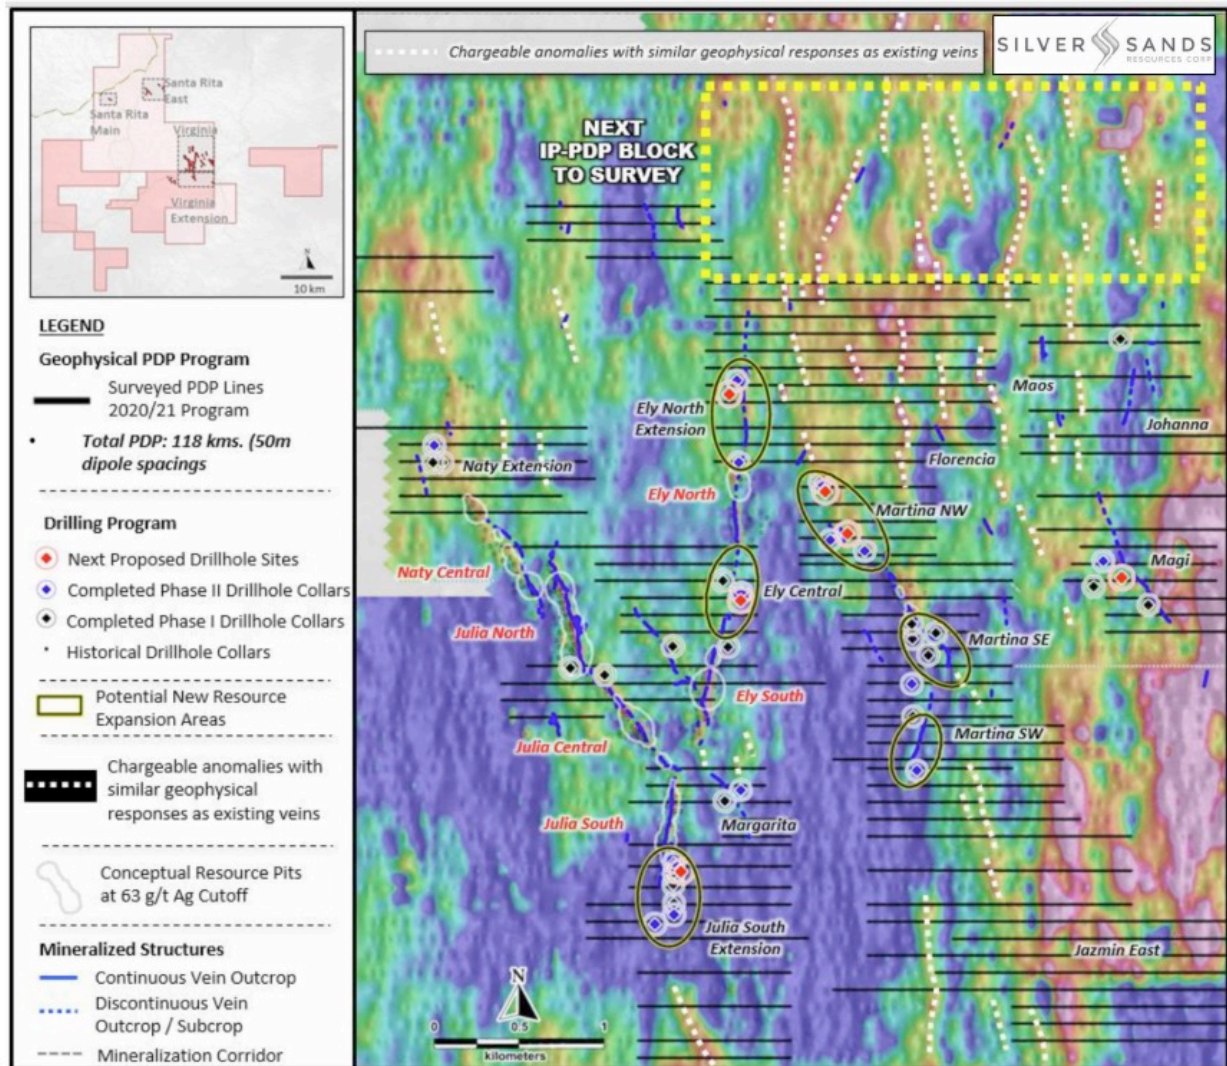 Santa Rita
East
Santa Rita
Main
Virginia
Virginia
Extension
N
10 km
LEGEND
Geophysical PDP Program
Surveyed PDP Lines
2020/21 Program
• Total PDP: 118 kms. (50m
dipole spacings
Drilling Program
Next Proposed Drillhole Sites
Completed Phase II Drillhole Collars
Completed Phase I Drillhole Collars
Historical Drillhole Collars
Potential New Resource
Expansion Areas
Chargeable anomalies with
similar geophysical
responses as existing veins
Conceptual Resource Pits
at 63 g/t Ag Cutoff
Mineralized Structures
Continuous Vein Outcrop
Discontinuous Vein
Outcrop / Subcrop
Mineralization Corridor
Chargeable anomalies with similar geophysical responses as existing veins
SILVER SANDS
RESOURCES CORP
NEXT
IP-PDP BLOCK
TO SURVEY
Maos
Johanna
Ely North
Extension
Florencia
Naty Extension
Ely North
Martina NW
Naty Central
Ely Central
Magi
Julia North
Martina SE
Ely South
Julia Central
Martina SW
Julia South
Margarita
Julia South
Extension
Jazmin East
N
0 0.5 1
kilometers